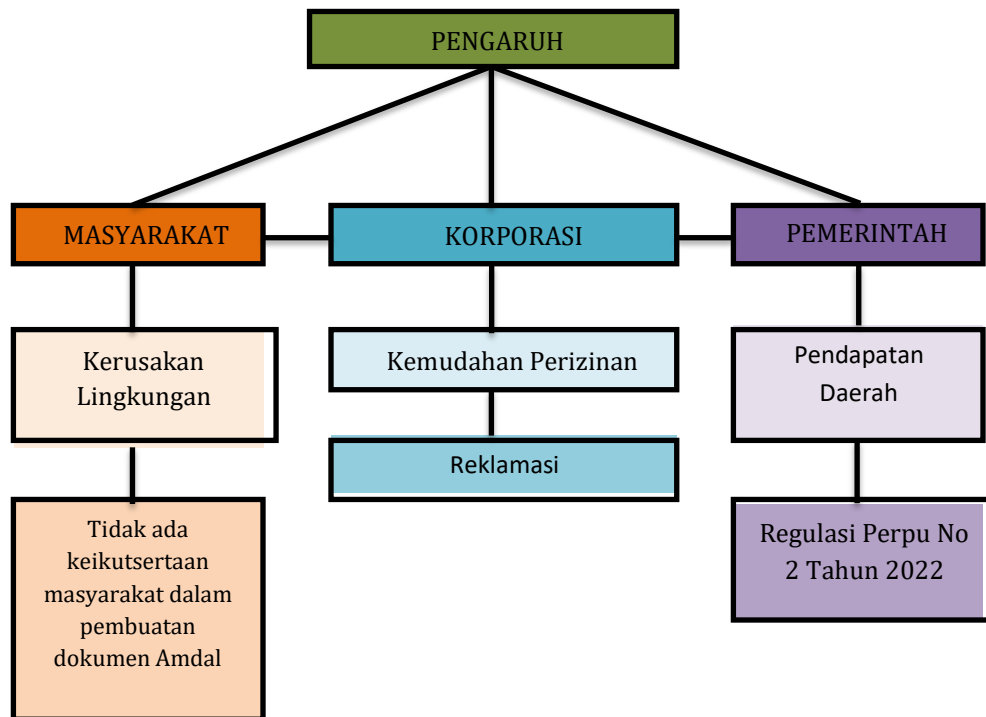 PENGARUH
MASYARAKAT
KORPORASI
PEMERINTAH
Kerusakan
Lingkungan
Kemudahan Perizinan
Pendapatan
Daerah
Reklamasi
Tidak ada
keikutsertaan
masyarakat dalam
pembuatan
dokumen Amdal
Regulasi Perpu No
2 Tahun 2022